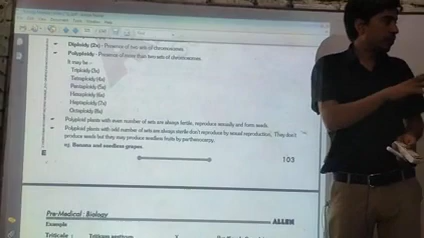 Diploidy (2x) - Presence of two sets of chromosomes.
Polyploidy - Presence of more than two sets of chromosomes.
It may be -
Triploidy (3x)
Tetraploidy (4x)
Pentaploidy (5x)
Hexaploidy (6x)
Heptaploidy (7x)
Octaploidy (8x)
Polyploid plants with even number of sets are always fertile, reproduce sexually and form seeds.
Polyploid plants with odd number of sets are always sterile don't reproduce by sexual reproduction. They don't
produce seeds but they may produce seedless fruits by parthenocarpy.
eg Banana and seedless grapes.
103
Pre-Medical : Biology
ALLEN
Example
Triticale :
X